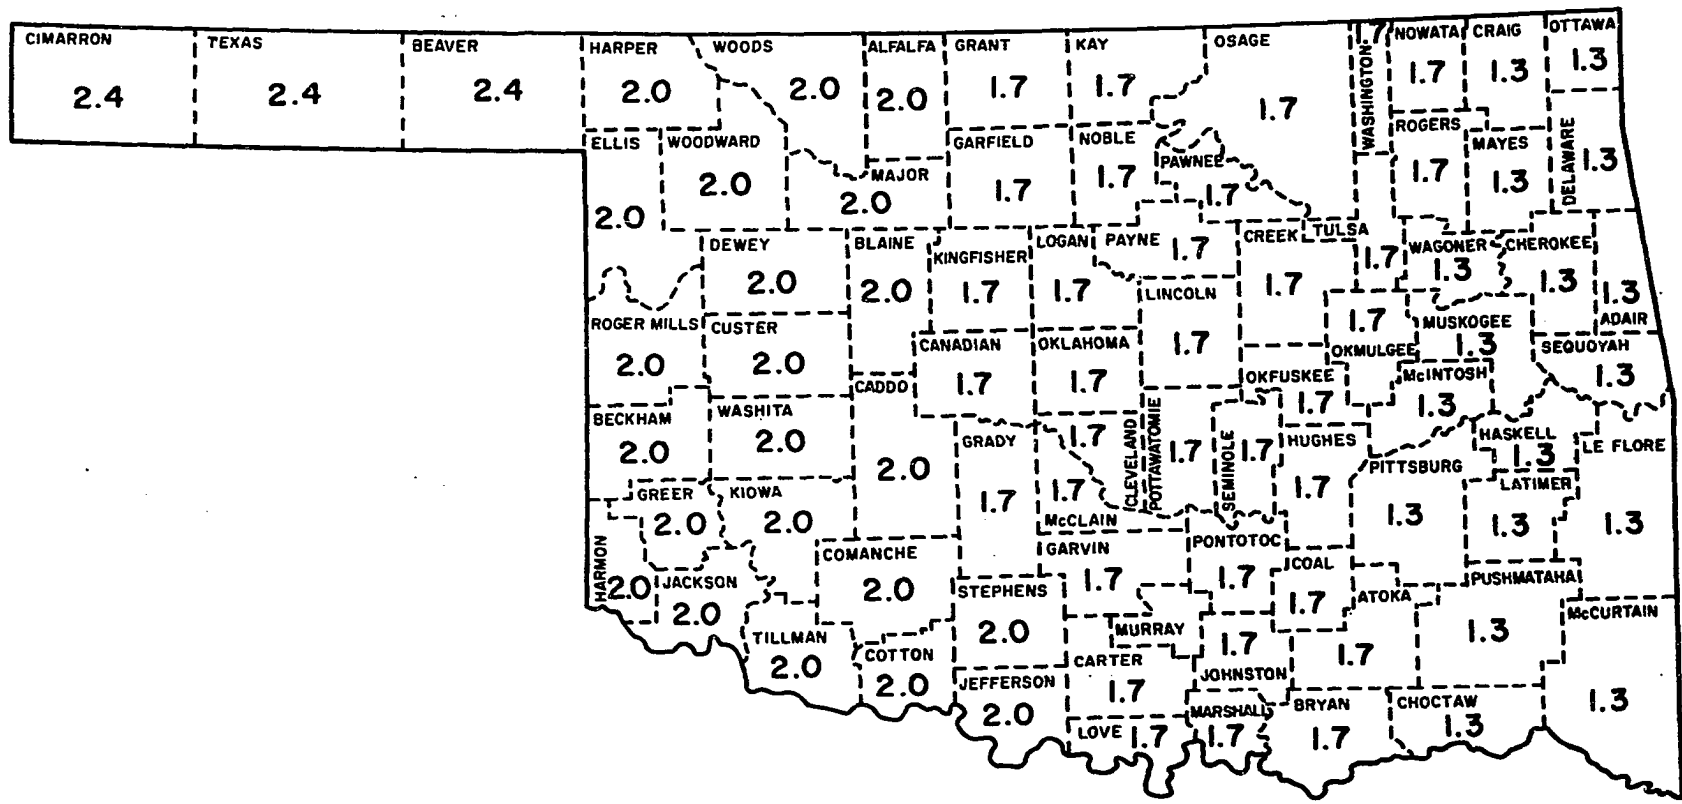 CIMARRON
2.4
TEXAS
2.4
BEAVER
2.4
HARPER
2.0
WOODS
2.0
ALFALFA
2.0
GRANT
1.7
KAY
1.7
OSAGE
1.7
WASHINGTON
1.7
NOWATA
1.7
CRAIG
1.3
OTTAWA
1.3
ELLIS
2.0
WOODWARD
2.0
MAJOR
2.0
GARFIELD
1.7
NOBLE
1.7
PAWNEE
1.7
ROGERS
1.7
MAYES
1.3
DELAWARE
1.3
DEWEY
2.0
BLAINE
2.0
KINGFISHER
1.7
LOGAN
1.7
PAYNE
1.7
CREEK
1.7
TULSA
1.7
WAGONER
1.3
CHEROKEE
1.3
ADAIR
1.3
ROGER MILLS
2.0
CUSTER
2.0
CANADIAN
1.7
OKLAHOMA
1.7
LINCOLN
1.7
OKMULGEE
1.7
MUSKOGEE
1.3
SEQUOYAH
1.3
BECKHAM
2.0
WASHITA
2.0
CADDO
2.0
GRADY
1.7
CLEVELAND
1.7
POTTAWATOMIE
1.7
SEMINOLE
1.7
OKFUSKEE
1.7
McINTOSH
1.3
HUGHES
1.7
PITTSBURG
1.3
HASKELL
1.3
LE FLORE
1.3
GREER
2.0
KIOWA
2.0
McCLAIN
1.7
LATIMER
1.3
HARMON
2.0
JACKSON
2.0
COMANCHE
2.0
STEPHENS
2.0
GARVIN
1.7
PONTOTOC
1.7
COAL
1.7
ATOKA
1.7
PUSHMATAHA
1.3
McCURTAIN
1.3
TILLMAN
2.0
COTTON
2.0
JEFFERSON
2.0
MURRAY
CARTER
1.7
JOHNSTON
1.7
LOVE
1.7
MARSHALL
1.7
BRYAN
1.7
CHOCTAW
1.3